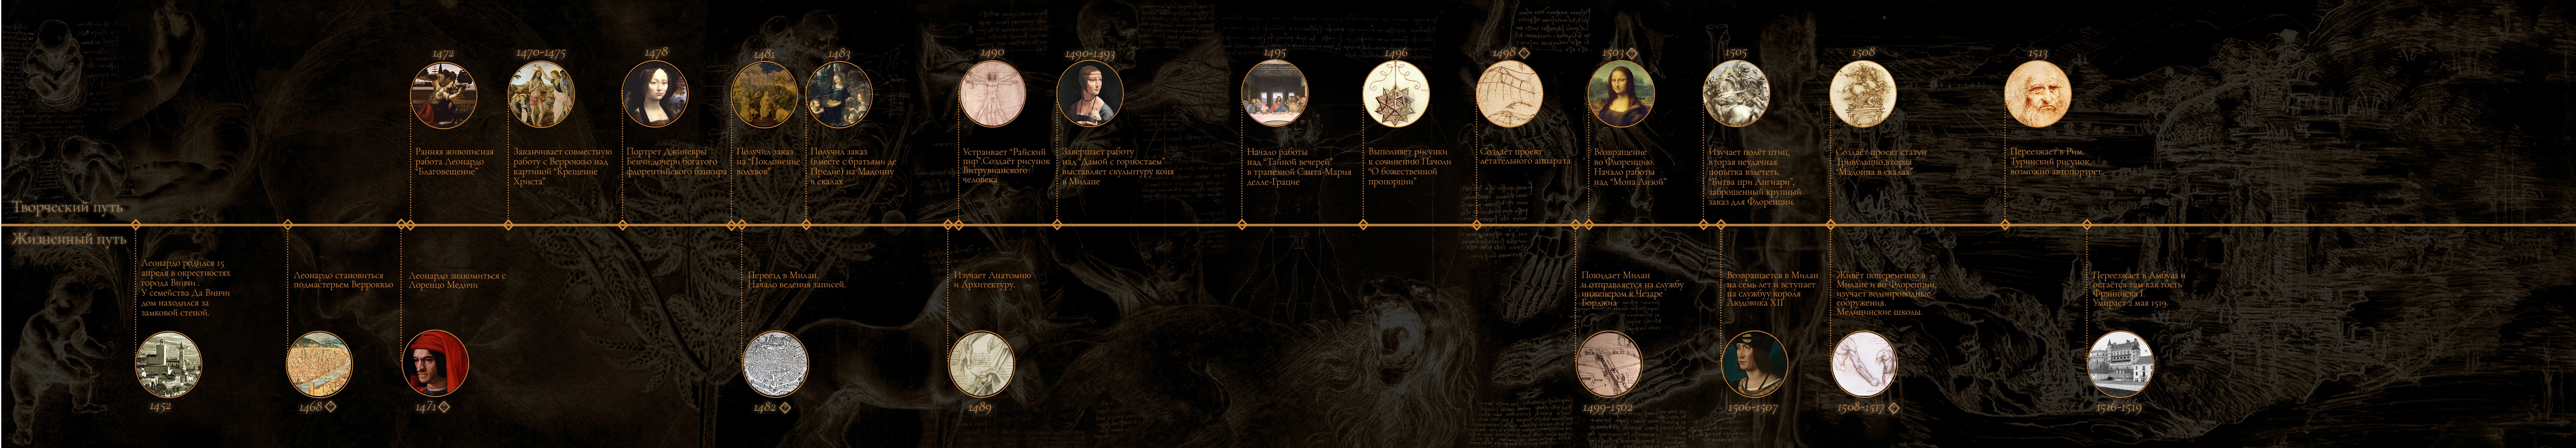 Творческий путь
1472
Ранняя живописная
работа Леонардо
"Благовещение"
1470-1475
Заканчивает совместную
работу с Верроккьо над
картиной "Крещение
Христа"
1478
Портрет Джиневры
Бенчи,дочери богатого
флорентийского банкира
1481
Получил заказ
на "Поклонение
волхвов"
1483
Получил заказ
(вместе с братьями де
Предис) на Мадонну
в скалах
1490
Устраивает "Райский
пир".Создаёт рисунок
Витрувианского
человека
1490-1493
Завершает работу
над "Дамой с горностаем"
выставляет скульптуру коня
в Милане
1495
Начало работы
над "Тайной вечерей"
в трапезной Санта-Мария
делле-Грацие
1496
Выполняет рисунки
к сочинению Пачоли
"О божественной
пропорции"
1498
Создаёт проект
летательного аппарата
1503
Возвращение
во Флоренцию.
Начало работы
над "Мона Лизой"
1505
Изучает полёт птиц,
вторая неудачная
попытка взлететь.
"Битва при Ангиари",
заброшенный крупный
заказ для Флоренции.
1508
Создаёт проект статуи
Тривульцио,вторая
"Мадонна в скалах"
1513
Переезжает в Рим.
Туринский рисунок,
возможно автопортрет.
Жизненный путь
Леонардо родился 15
апреля в окрестностях
города Винчи .
У семейства Да Винчи
дом находился за
замковой стеной.
1452
Леонардо становиться
подмастерьем Верроккьо
1468
Леонардо знакомиться с
Лоренцо Медичи
1471
Переезд в Милан.
Начало ведения записей.
1482
Изучает Анатомию
и Архитектуру.
1489
Покидает Милан
и отправляется на службу
инженером к Чезаре
Борджиа
1499-1502
Возвращается в Милан
на семь лет и вступает
на службуу короля
Людовика XII
1506-1507
Живёт попеременно в
Милане и во Флоренции,
изучает водопроводные
сооружения.
Медицинские школы.
1508-1517
Переезжает в Амбуаз и
остаётся там как гость
Франциска I.
Умирает 2 мая 1519.
1516-1519